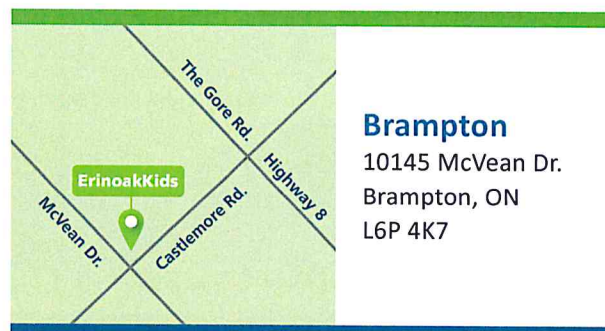 The Gore Rd.
Highway 8
ErinoakKids
McVean Dr.
Castlemore Rd.
Brampton
10145 McVean Dr.
Brampton, ON
L6P 4K7